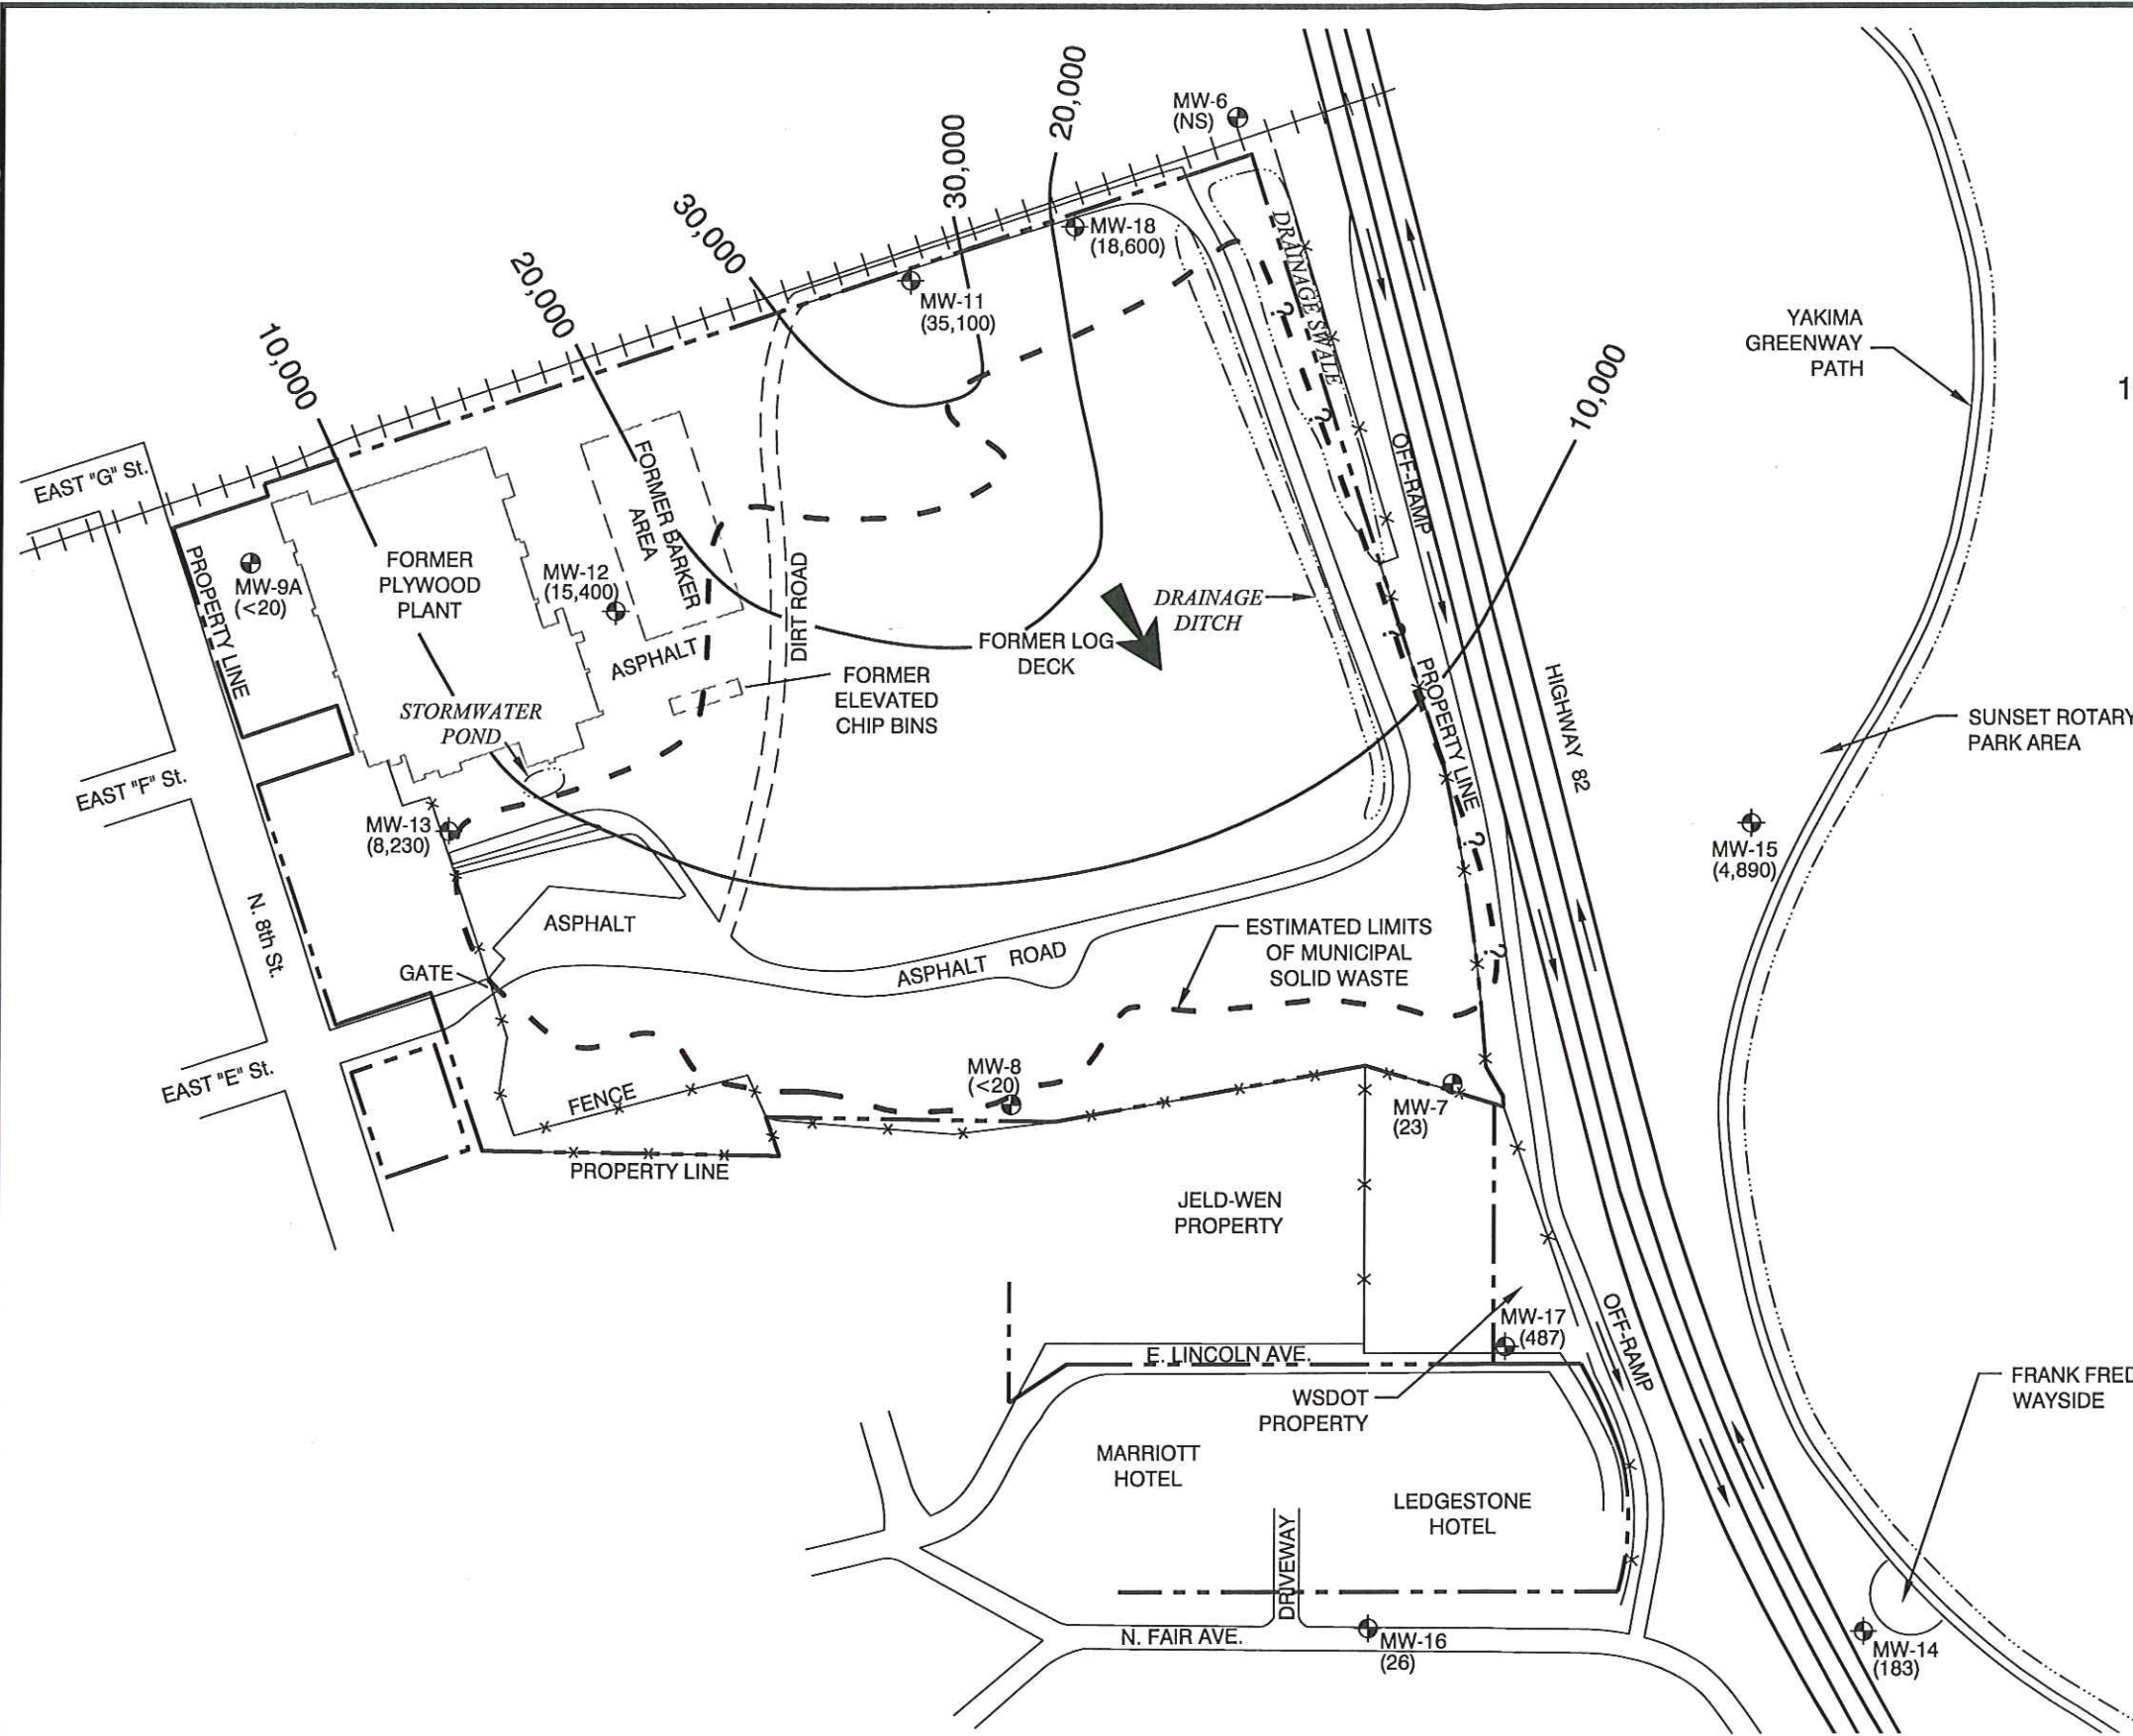 20,000
MW-6
(NS)
30,000
30,000
20,000
10,000
MW-18
(18,600)
MW-11
(35,100)
DRAINAGE SWALE
?
?
?
?
?
10,000
YAKIMA
GREENWAY
PATH
1
EAST "G" St.
PROPERTY LINE
MW-9A
(<20)
FORMER
PLYWOOD
PLANT
MW-12
(15,400)
FORMER BARKER
AREA
ASPHALT
DIRT ROAD
OFF-RAMP
DRAINAGE
DITCH
FORMER LOG
DECK
FORMER
ELEVATED
CHIP BINS
STORMWATER
POND
PROPERTY LINE
HIGHWAY 82
SUNSET ROTARY
PARK AREA
EAST "F" St.
MW-13
(8,230)
MW-15
(4,890)
N. 8th St.
ASPHALT
GATE
ASPHALT ROAD
ESTIMATED LIMITS
OF MUNICIPAL
SOLID WASTE
EAST "E" St.
FENCE
MW-8
(<20)
MW-7
(23)
PROPERTY LINE
JELD-WEN
PROPERTY
MW-17
(487)
OFF-RAMP
E. LINCOLN AVE.
WSDOT
PROPERTY
FRANK FRED
WAYSIDE
MARRIOTT
HOTEL
LEDGESTONE
HOTEL
DRIVEWAY
N. FAIR AVE.
MW-16
(26)
MW-14
(183)